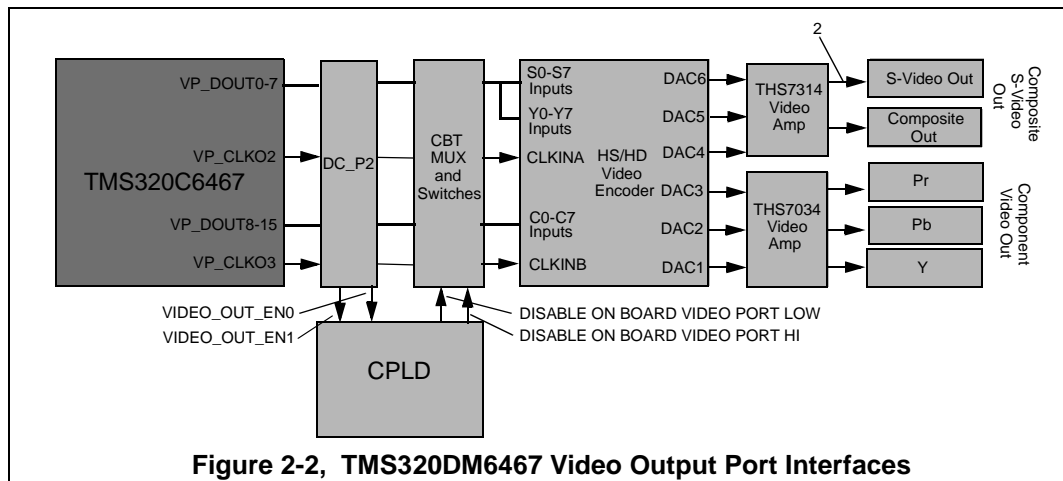 2
VP_DOUT0-7
VP_CLKO2
TMS320C6467
VP_DOUT8-15
VP_CLKO3
DC_P2
CBT
MUX
and
Switches
S0-S7
Inputs
Y0-Y7
Inputs
CLKINA
HS/HD
Video
Encoder
C0-C7
Inputs
CLKINB
DAC6
DAC5
DAC4
DAC3
DAC2
DAC1
THS7314
Video
Amp
THS7034
Video
Amp
S-Video Out
Composite
Out
Pr
Pb
Y
Composite
S-Video
Out
Component
Video Out
VIDEO_OUT_EN0
VIDEO_OUT_EN1
DISABLE ON BOARD VIDEO PORT LOW
DISABLE ON BOARD VIDEO PORT HI
CPLD
Figure 2-2, TMS320DM6467 Video Output Port Interfaces